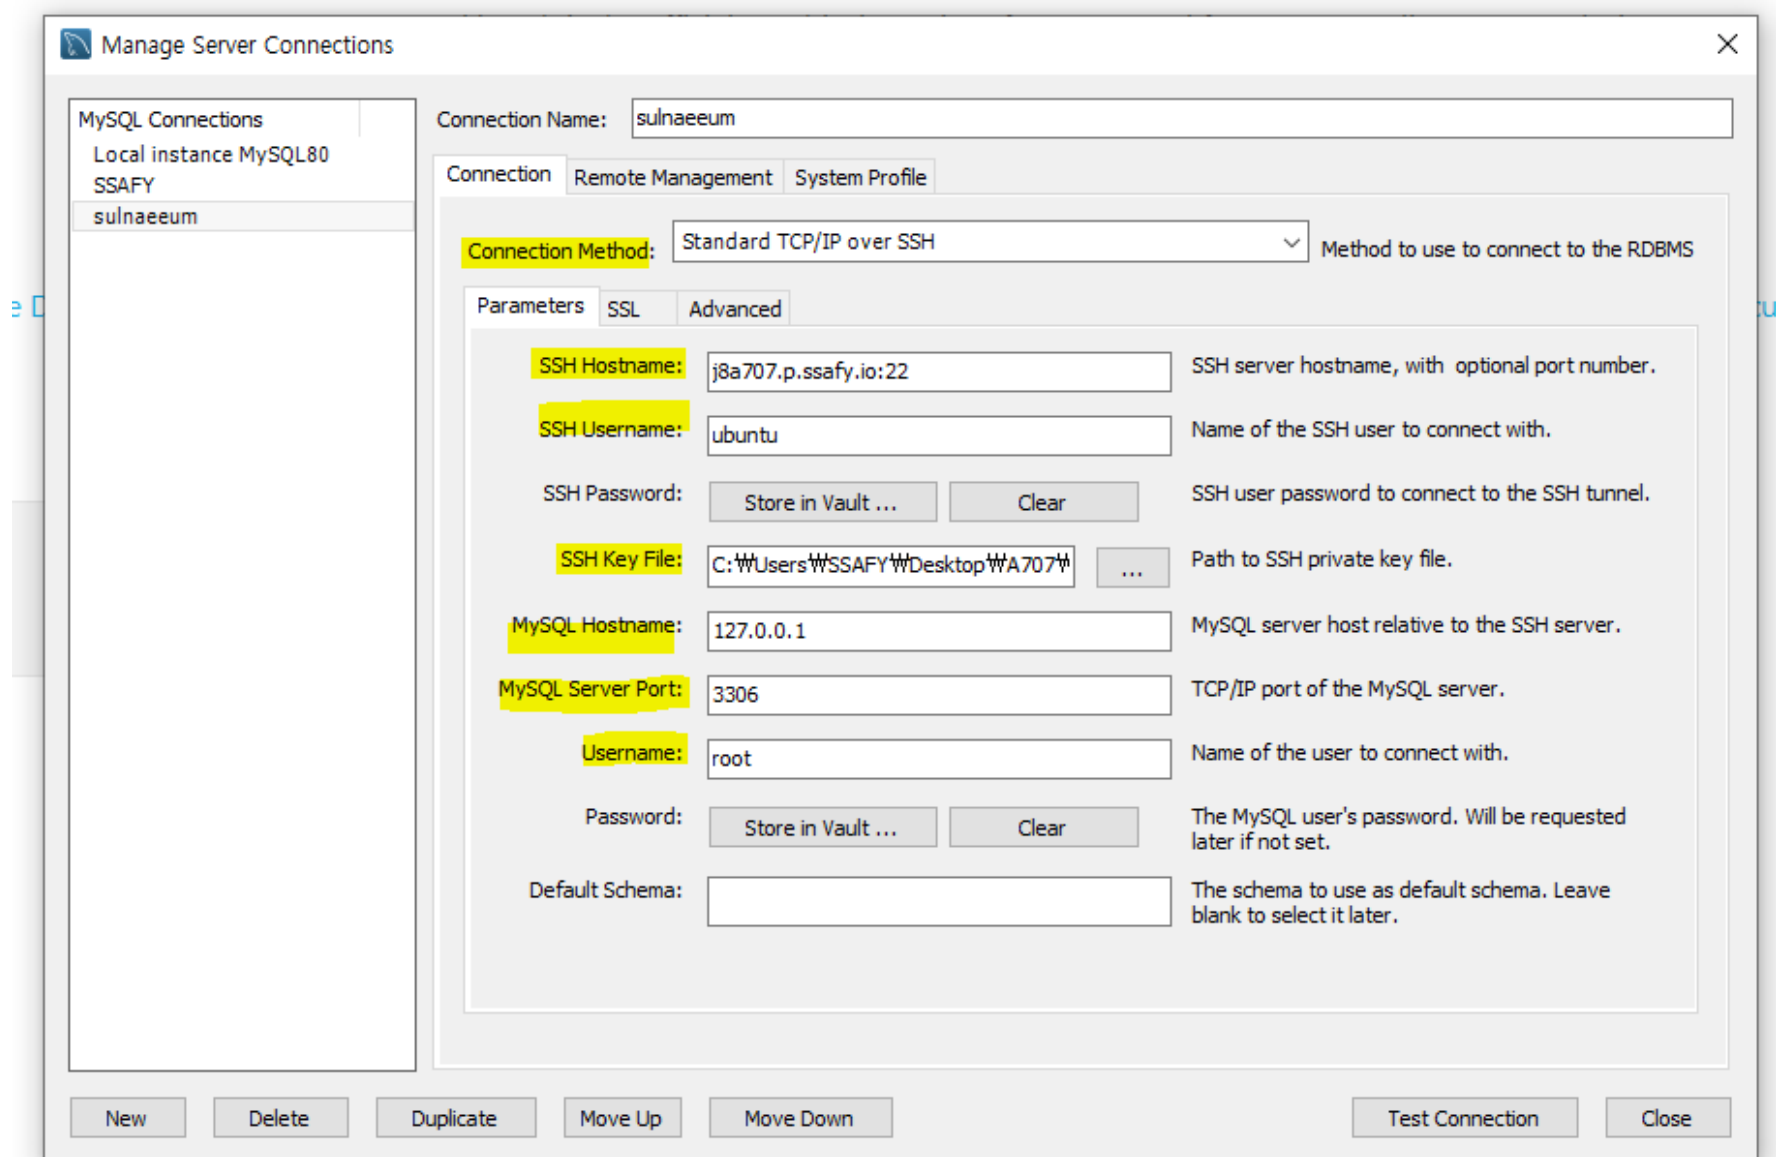 Manage Server Connections
MySQL Connections
Local instance MySQL80
SSAFY
sulnaeeum
Connection Name: sulnaeeum
Connection Remote Management System Profile
Connection Method: Standard TCP/IP over SSH Method to use to connect to the RDBMS
Parameters SSL Advanced
SSH Hostname: j8a707.p.ssafy.io:22 SSH server hostname, with optional port number.
SSH Username: ubuntu Name of the SSH user to connect with.
SSH Password: Store in Vault ... Clear SSH user password to connect to the SSH tunnel.
SSH Key File: C:₩Users₩SSAFY₩Desktop₩A707₩ ... Path to SSH private key file.
MySQL Hostname: 127.0.0.1 MySQL server host relative to the SSH server.
MySQL Server Port: 3306 TCP/IP port of the MySQL server.
Username: root Name of the user to connect with.
Password: Store in Vault ... Clear The MySQL user's password. Will be requested
later if not set.
Default Schema: The schema to use as default schema. Leave
blank to select it later.
New Delete Duplicate Move Up Move Down Test Connection Close